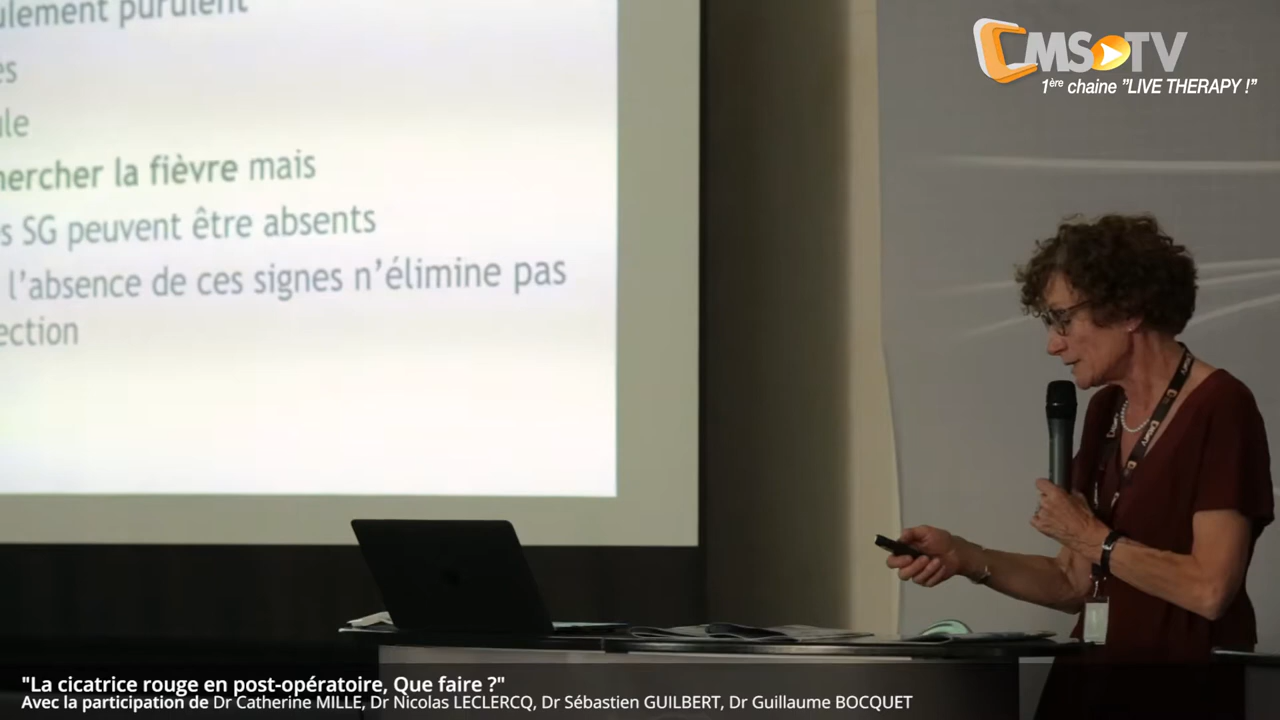 ulement purulent
es
ule
hercher la fièvre mais
s SG peuvent être absents
l'absence de ces signes n'élimine pas
ection
CMS TV
1ère chaine "LIVE THERAPY !"
"La cicatrice rouge en post-opératoire, Que faire ?"
Avec la participation de Dr Catherine MILLE, Dr Nicolas LECLERCQ, Dr Sébastien GUILBERT, Dr Guillaume BOCQUET